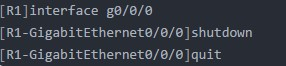 [R1]interface g0/0/0
[R1-GigabitEthernet0/0/0]shutdown
[R1-GigabitEthernet0/0/0]quit